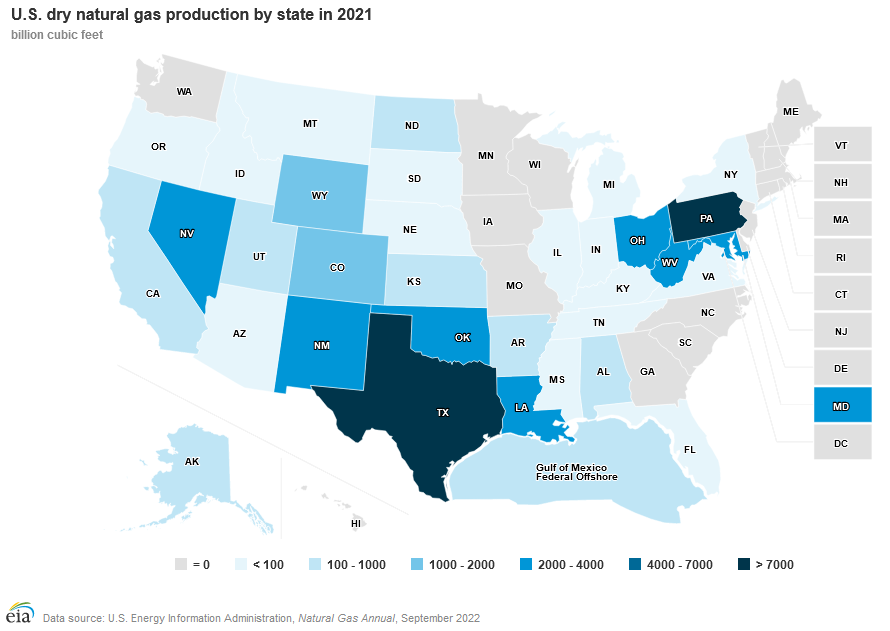 U.S. dry natural gas production by state in 2021
billion cubic feet
WA
ME
MT
ND
VT
OR
MN
ID
WI
NY
NH
SD
MI
WY
MA
PA
IA
NV
NE
OH
RI
IL
IN
UT
CO
WV
VA
KS
MO
KY
CT
CA
NC
TN
NJ
AZ
OK
AR
SC
NM
DE
MS
AL
GA
TX
LA
MD
DC
FL
AK
Gulf of Mexico
Federal Offshore
HI
= 0 < 100 100 - 1000 1000 - 2000 2000 - 4000 4000 - 7000 > 7000
eia Data source: U.S. Energy Information Administration, Natural Gas Annual, September 2022